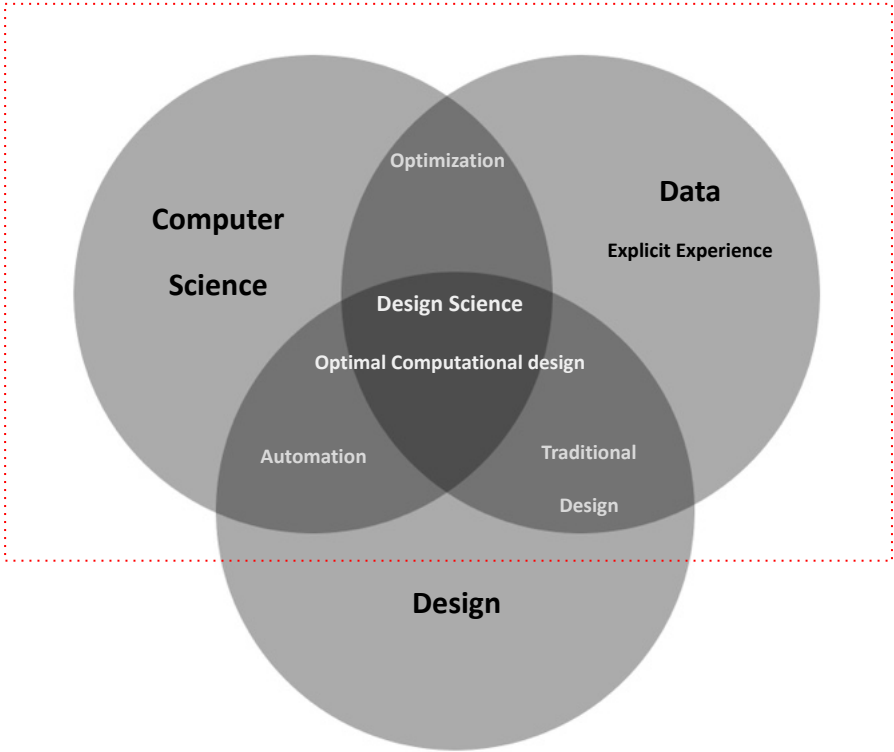 Optimization
Data
Computer
Explicit Experience
Science
Design Science
Optimal Computational design
Automation
Traditional
Design
Design